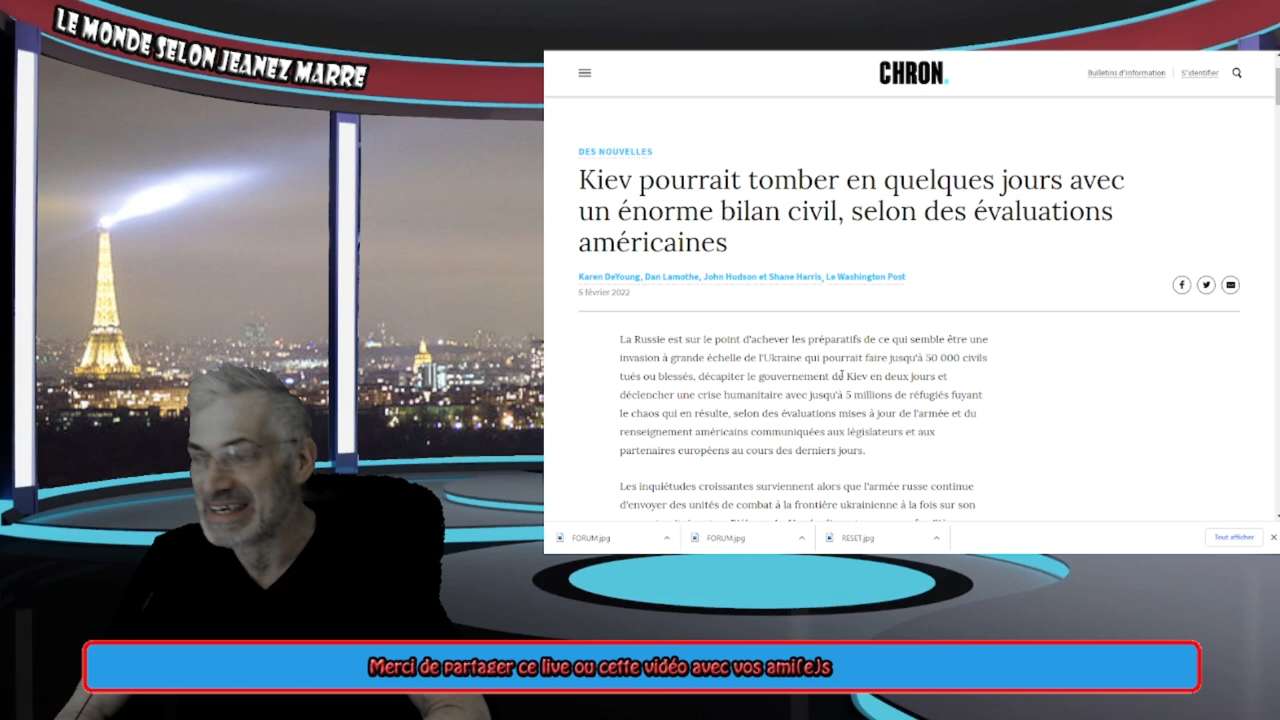 LE MONDE SELON JEANEZ MARRE
CHRON.
Bulletins d'information
S'identifier
DES NOUVELLES
Kiev pourrait tomber en quelques jours avec
un énorme bilan civil, selon des évaluations
américaines
Karen DeYoung, Dan Lamothe, John Hudson et Shane Harris, Le Washington Post
5 février 2022
La Russie est sur le point d'achever les préparatifs de ce qui semble être une
invasion à grande échelle de l'Ukraine qui pourrait faire jusqu'à 50 000 civils
tués ou blessés, décapiter le gouvernement de Kiev en deux jours et
déclencher une crise humanitaire avec jusqu'à 5 millions de réfugiés fuyant
le chaos qui en résulte, selon des évaluations mises à jour de l'armée et du
renseignement américains communiquées aux législateurs et aux
partenaires européens au cours des derniers jours.
Les inquiétudes croissantes surviennent alors que l'armée russe continue
d'envoyer des unités de combat à la frontière ukrainienne à la fois sur son
FORUM.jpg
FORUM.jpg
RESET.jpg
Tout afficher
Merci de partager ce live ou cette vidéo avec vos ami(e)s